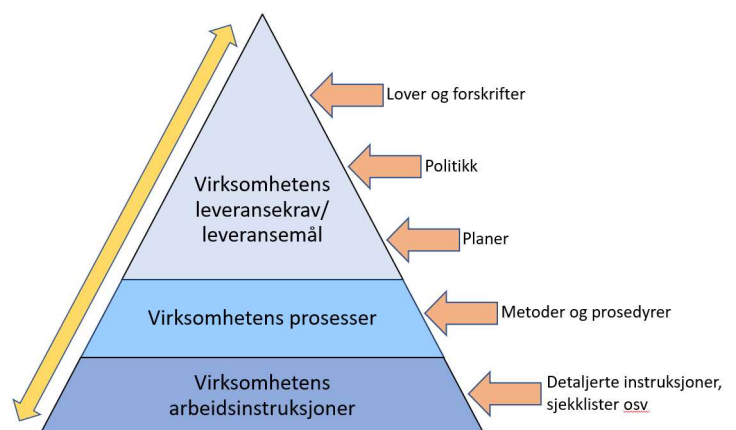 Lover og forskrifter
Politikk
Virksomhetens
leveransekrav/
leveransemål
Planer
Virksomhetens prosesser
Metoder og prosedyrer
Virksomhetens
arbeidsinstruksjoner
Detaljerte instruksjoner,
sjekklister osv